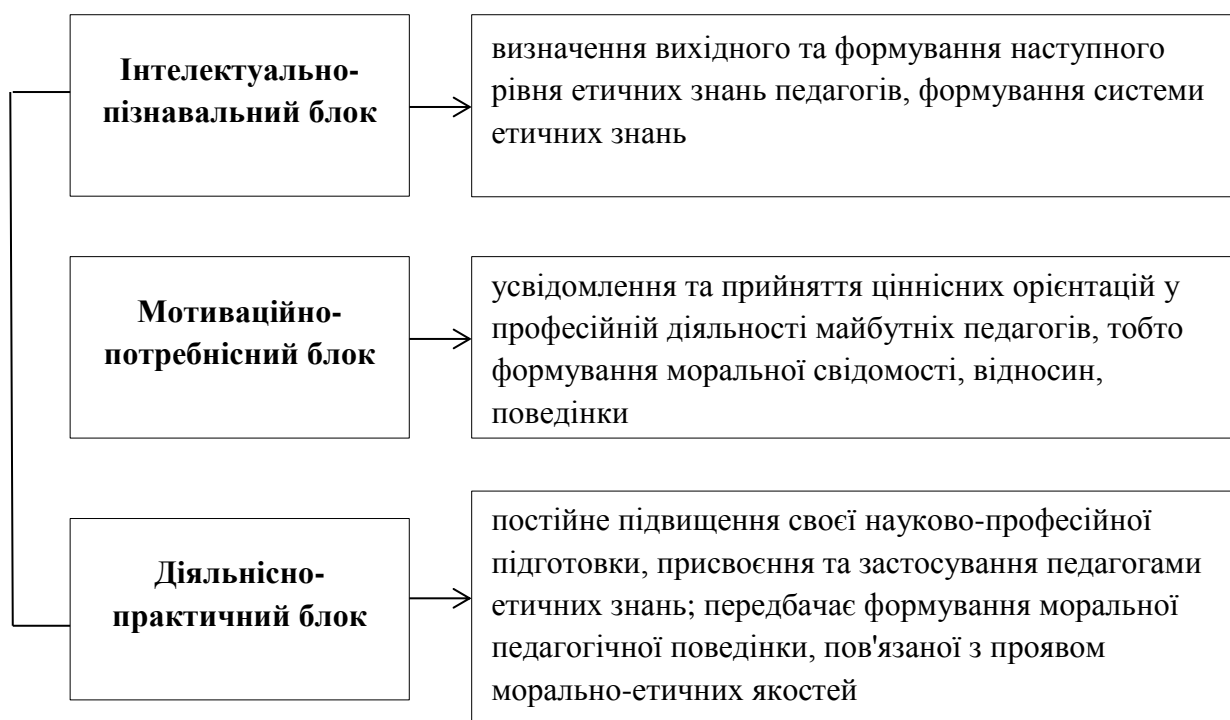 Інтелектуально-
пізнавальний блок
визначення вихідного та формування наступного
рівня етичних знань педагогів, формування системи
етичних знань
Мотиваційно-
потребнісний блок
усвідомлення та прийняття ціннісних орієнтацій у
професійній діяльності майбутніх педагогів, тобто
формування моральної свідомості, відносин,
поведінки
Діяльнісно-
практичний блок
постійне підвищення своєї науково-професійної
підготовки, присвоєння та застосування педагогами
етичних знань; передбачає формування моральної
педагогічної поведінки, пов'язаної з проявом
морально-етичних якостей